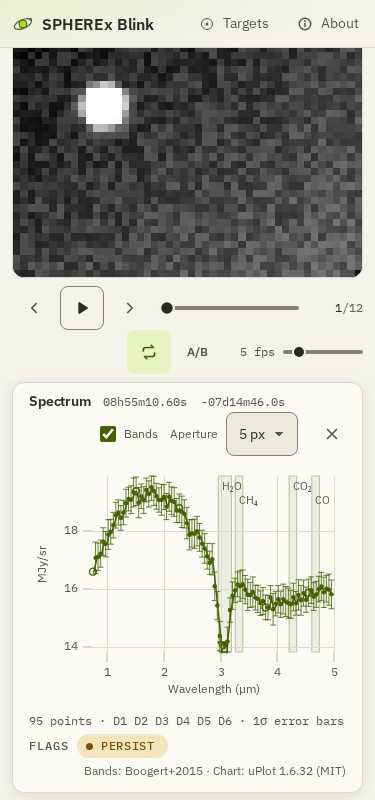 SPHEREx Blink Targets About
1/12
A/B 5 fps
Spectrum 08h55m10.60s -07d14m46.0s
Bands Aperture 5 px
H₂O
CH₄
CO₂
CO
18
16
14
MJy/sr
1 2 3 4 5
Wavelength (µm)
95 points · D1 D2 D3 D4 D5 D6 · 1σ error bars
FLAGS PERSIST
Bands: Boogert+2015 · Chart: uPlot 1.6.32 (MIT)